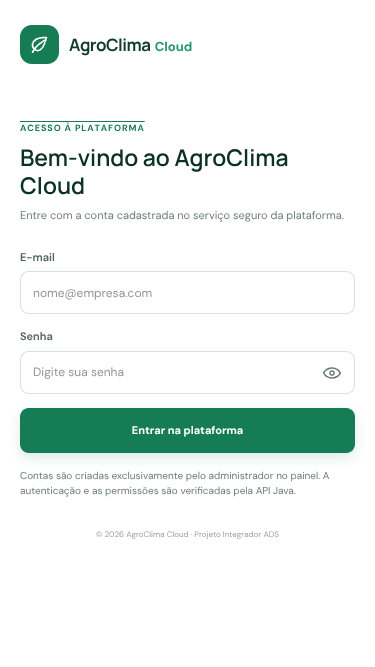 AgroClima Cloud
ACESSO À PLATAFORMA
Bem-vindo ao AgroClima
Cloud
Entre com a conta cadastrada no serviço seguro da plataforma.
E-mail
nome@empresa.com
Senha
Digite sua senha
Entrar na plataforma
Contas são criadas exclusivamente pelo administrador no painel. A
autenticação e as permissões são verificadas pela API Java.
© 2026 AgroClima Cloud · Projeto Integrador ADS